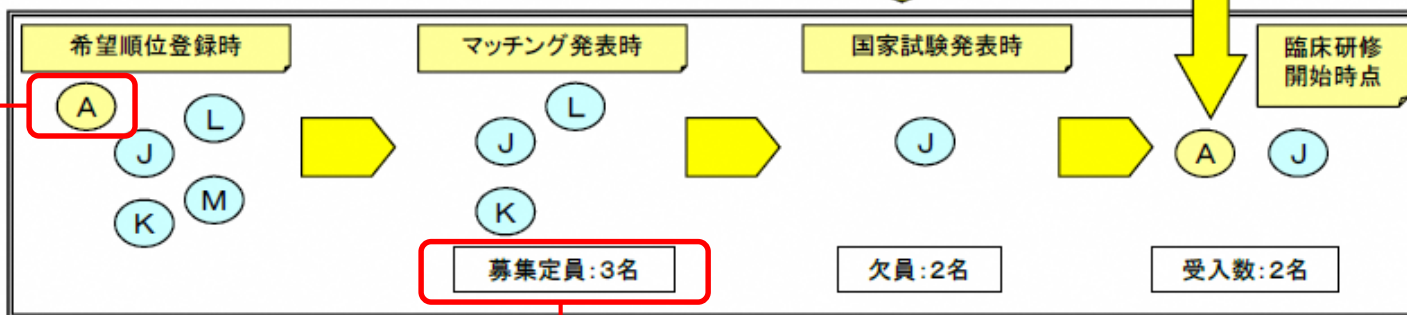 希望順位登録時
マッチング発表時
国家試験発表時
臨床研修
開始時点
A
L
J
M
K
L
J
K
J
A
J
募集定員:3名
欠員:2名
受入数:2名